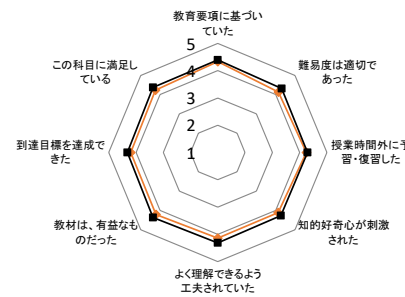 教育要項に基づい
ていた
5
4
3
2
1
難易度は適切で
あった
授業時間外に予
習・復習した
知的好奇心が刺激
された
よく理解できるよう
工夫されていた
教材は、有益なも
のだった
到達目標を達成で
きた
この科目に満足し
ている